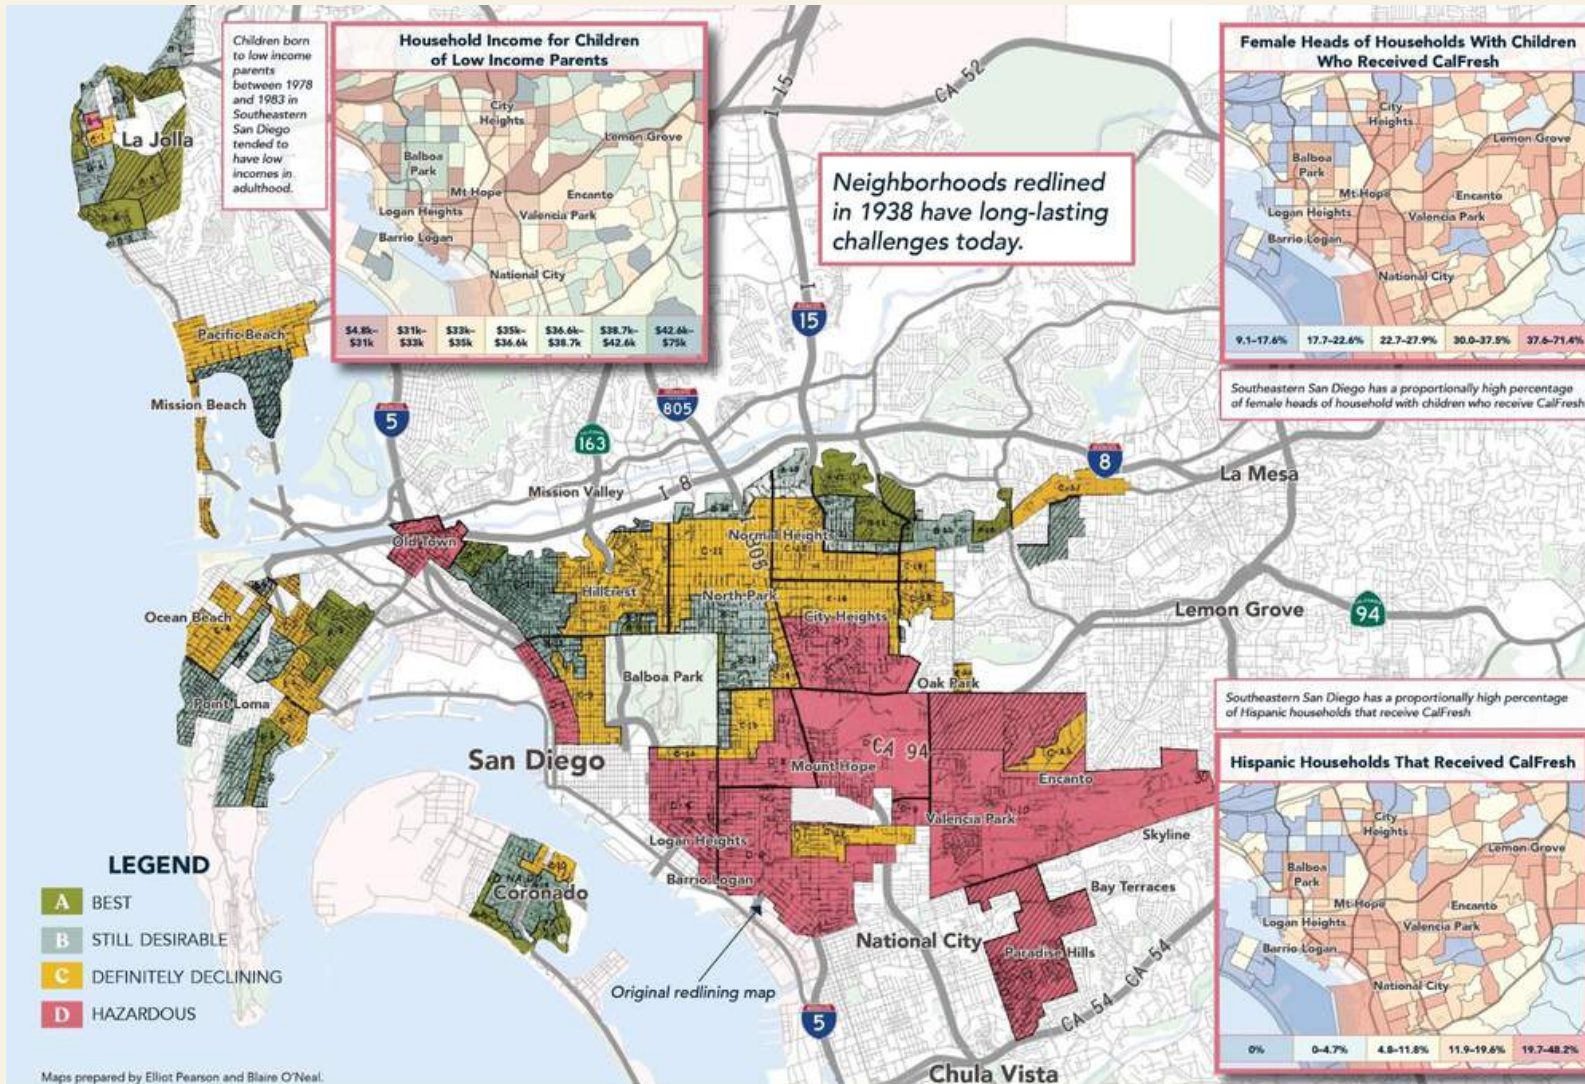 Children born
to low income
parents
between 1978
and 1983 in
Southeastern
San Diego
tended to
have low
incomes in
adulthood.
Household Income for Children
of Low Income Parents
City
Heights
Lemon Grove
Balboa
Park
Mt Hope
Encanto
Logan Heights
Valencia Park
Barrio Logan
National City
$4.8k–
$31k
$31k–
$33k
$33k–
$35k
$35k–
$36.6k
$36.6k–
$38.7k
$38.7k–
$42.6k
$42.6k–
$75k
Neighborhoods redlined
in 1938 have long-lasting
challenges today.
Female Heads of Households With Children
Who Received CalFresh
City
Heights
Lemon Grove
Balboa
Park
Mt Hope
Encanto
Logan Heights
Valencia Park
Barrio Logan
National City
9.1–17.6%
17.7–22.6%
22.7–27.9%
30.0–37.5%
37.6–71.4%
Southeastern San Diego has a proportionally high percentage
of female heads of household with children who receive CalFresh
I 15
CA 52
La Jolla
Pacific Beach
Mission Beach
5
163
805
15
8
I 8
I 805
La Mesa
Mission Valley
Old Town
Normal Heights
Hillcrest
North Park
City Heights
Ocean Beach
Point Loma
Balboa Park
Oak Park
Lemon Grove
94
San Diego
CA 94
Mount Hope
Encanto
Valencia Park
Skyline
Logan Heights
Barrio Logan
Bay Terraces
Coronado
National City
Paradise Hills
CA 54
CA 54
Original redlining map
5
Chula Vista
Southeastern San Diego has a proportionally high percentage
of Hispanic households that receive CalFresh
Hispanic Households That Received CalFresh
City
Heights
Lemon Grove
Balboa
Park
Mt Hope
Encanto
Logan Heights
Valencia Park
Barrio Logan
National City
0%
0–4.7%
4.8–11.8%
11.9–19.6%
19.7–48.2%
LEGEND
A BEST
B STILL DESIRABLE
C DEFINITELY DECLINING
D HAZARDOUS
Maps prepared by Elliot Pearson and Blaire O'Neal.